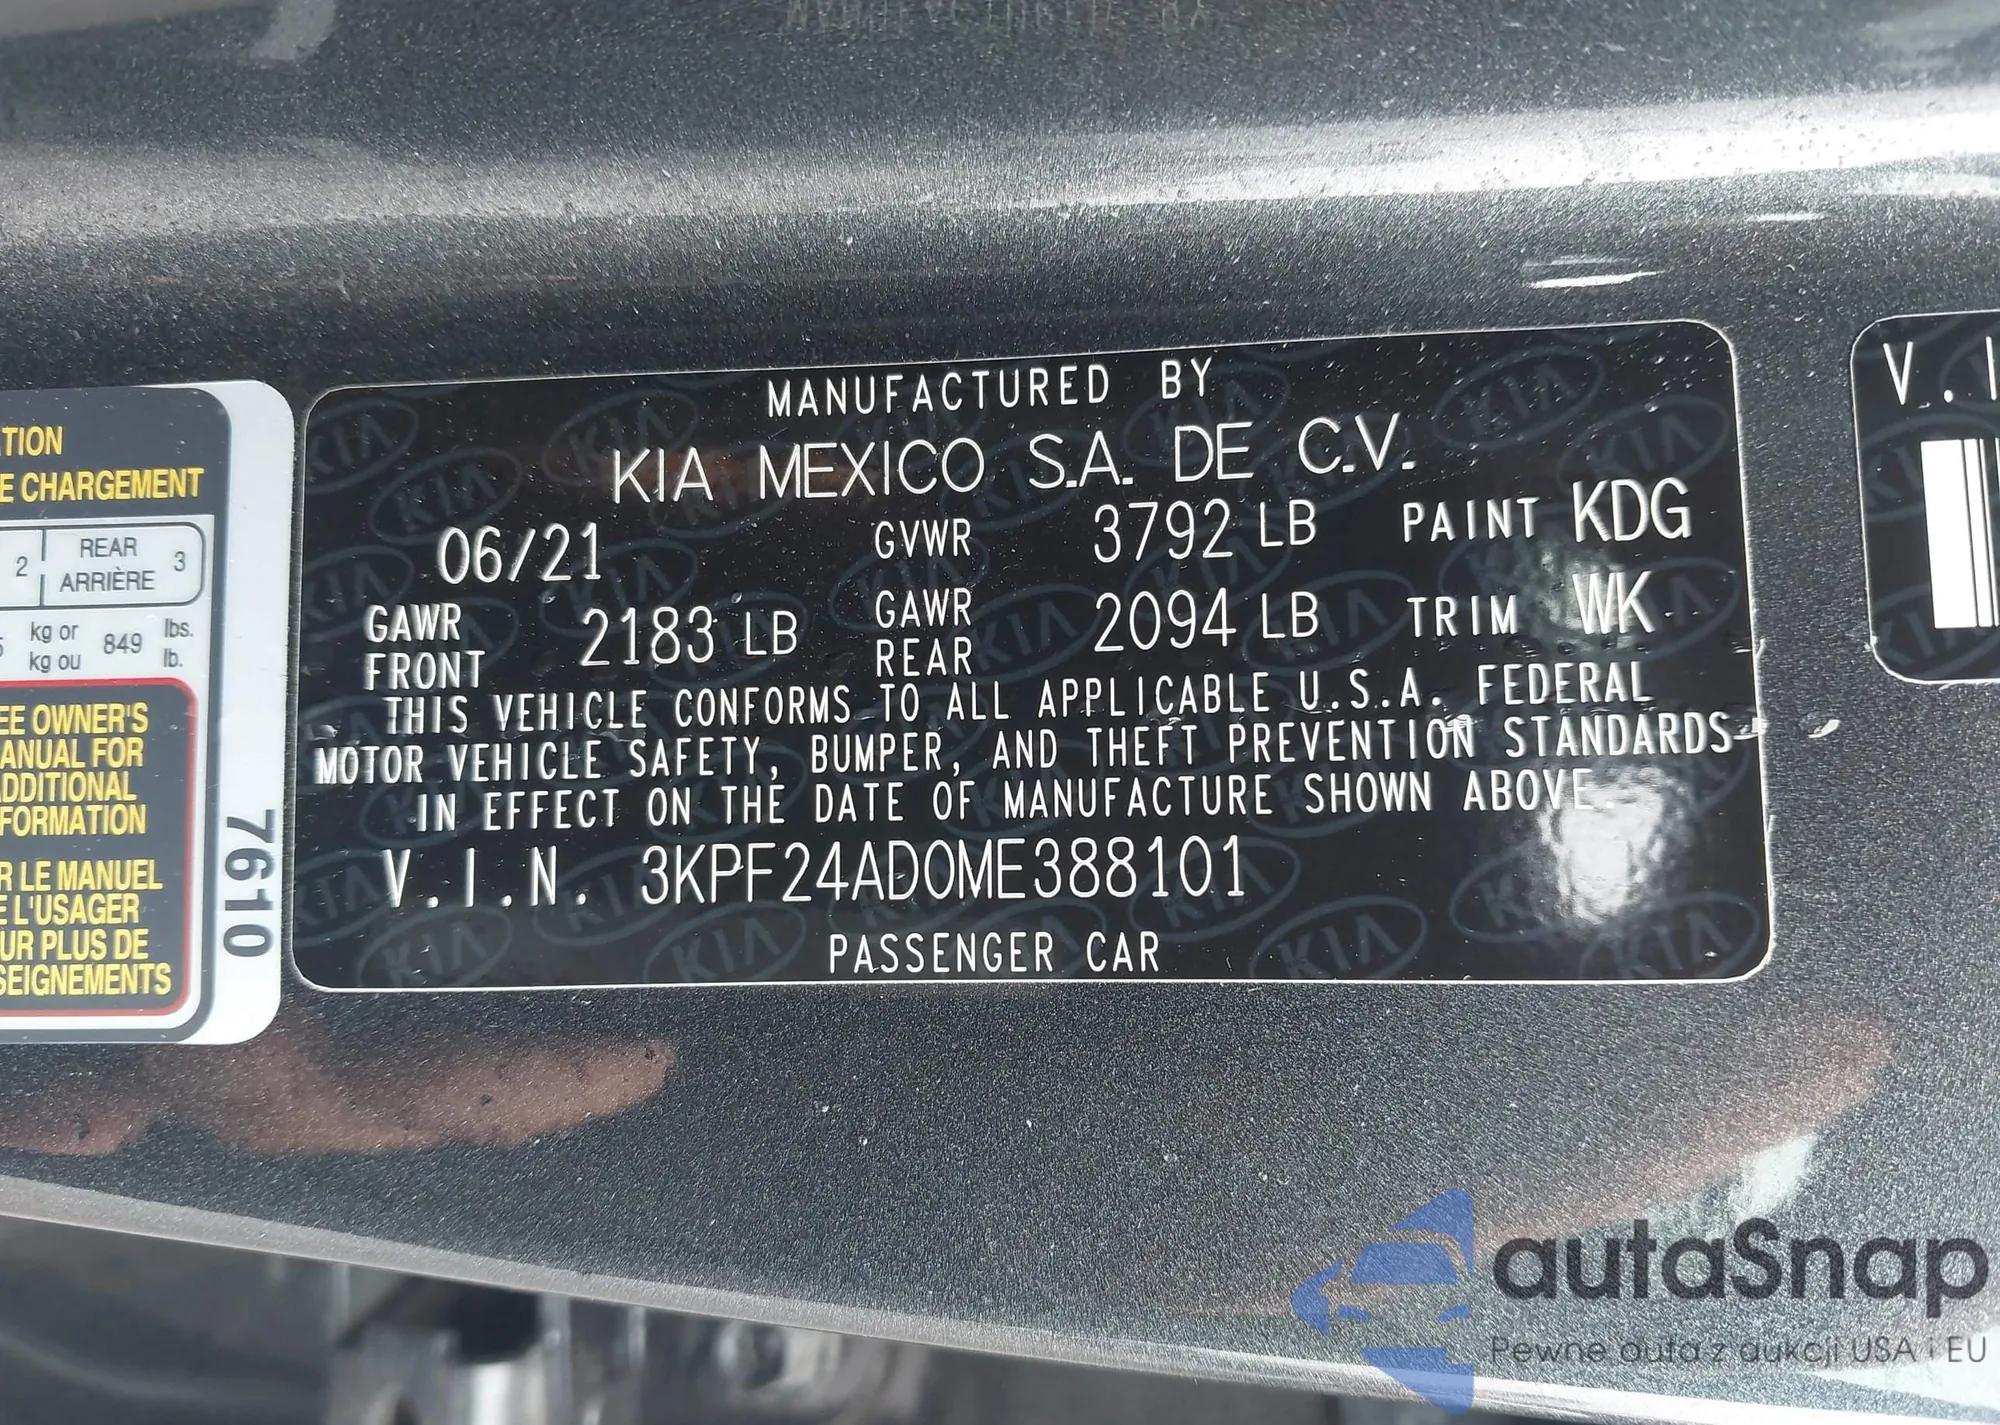 ATION
E CHARGEMENT
2 REAR ARRIÈRE 3
kg or 849 lbs.
kg ou lb.
EE OWNER'S
ANUAL FOR
ADDITIONAL
FORMATION
R LE MANUEL
E L'USAGER
UR PLUS DE
SEIGNEMENTS
7610
MANUFACTURED BY
KIA MEXICO S.A. DE C.V.
06/21 GVWR 3792 LB PAINT KDG
GAWR FRONT 2183 LB GAWR REAR 2094 LB TRIM WK
THIS VEHICLE CONFORMS TO ALL APPLICABLE U.S.A. FEDERAL
MOTOR VEHICLE SAFETY, BUMPER, AND THEFT PREVENTION STANDARDS
IN EFFECT ON THE DATE OF MANUFACTURE SHOWN ABOVE.
V.I.N. 3KPF24AD0ME388101
PASSENGER CAR
V.I
autaSnap
Pewne auta z aukcji USA i EU